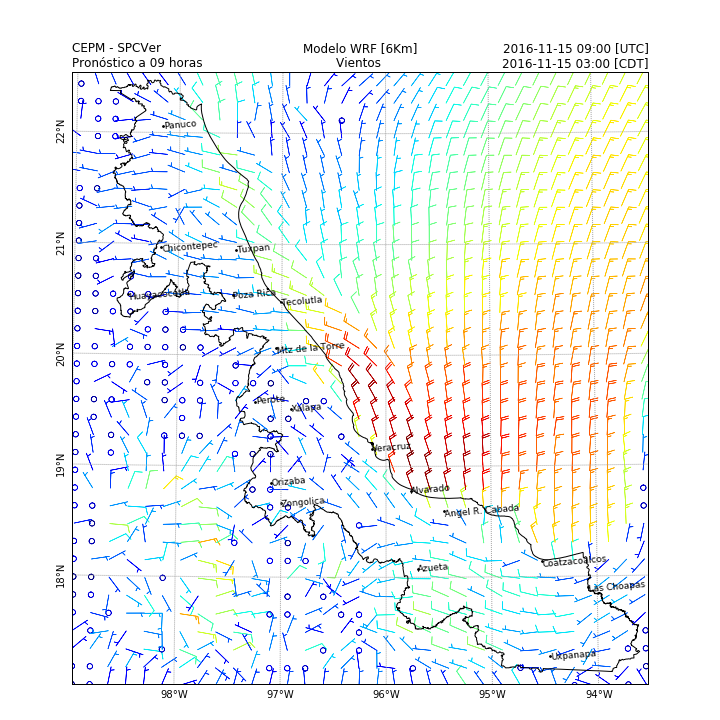 CEPM - SPCVer Modelo WRF [6Km] 2016-11-15 09:00 [UTC]
Pronóstico a 09 horas Vientos 2016-11-15 03:00 [CDT]
22°N
Panuco
21°N
Chicontepec Tuxpan
Huayacocotla Poza Rica Tecolutla
20°N
Mtz de la Torre
Perote Xalapa
19°N
Veracruz
Orizaba Alvarado
Zongolica Angel R. Cabada
18°N
Azueta Coatzacoalcos
Las Choapas
Uxpanapa
98°W 97°W 96°W 95°W 94°W